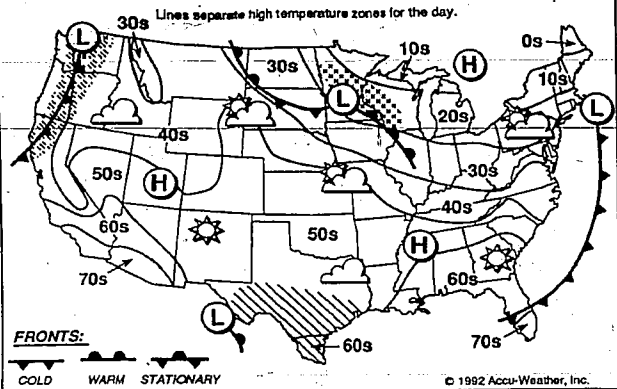 Lines separate high temperature zones for the day.
30s
L
0s
10s
H
30s
10s
L
L
20s
40s
50s
H
30s
40s
60s
50s
H
70s
60s
L
70s
60s
FRONTS:
COLD WARM STATIONARY
© 1992 Accu-Weather, Inc.